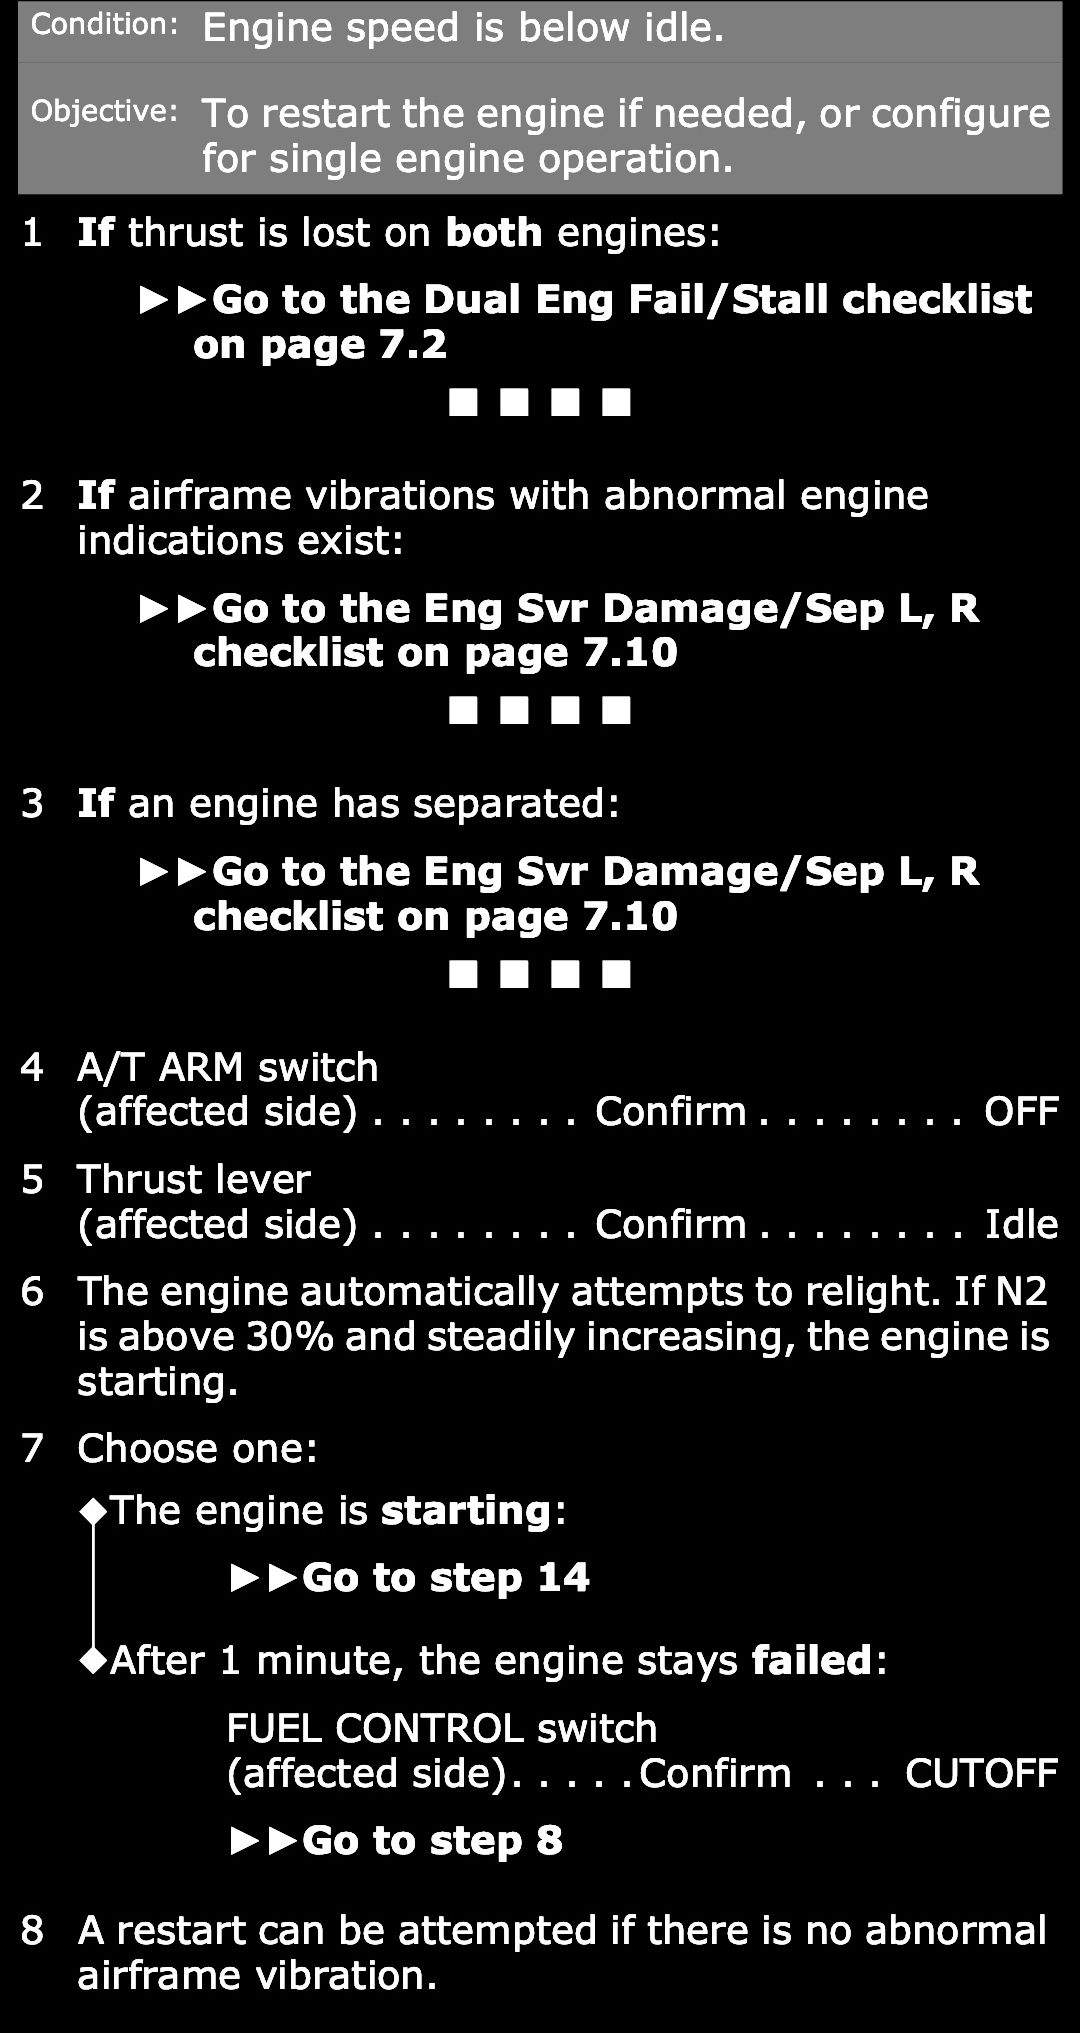 Condition: Engine speed is below idle.
Objective: To restart the engine if needed, or configure
for single engine operation.
1 If thrust is lost on both engines:
▶▶Go to the Dual Eng Fail/Stall checklist
on page 7.2
■ ■ ■ ■
2 If airframe vibrations with abnormal engine
indications exist:
▶▶Go to the Eng Svr Damage/Sep L, R
checklist on page 7.10
■ ■ ■ ■
3 If an engine has separated:
▶▶Go to the Eng Svr Damage/Sep L, R
checklist on page 7.10
■ ■ ■ ■
4 A/T ARM switch
(affected side) . . . . . . . . Confirm . . . . . . . . OFF
5 Thrust lever
(affected side) . . . . . . . . Confirm . . . . . . . . Idle
6 The engine automatically attempts to relight. If N2
is above 30% and steadily increasing, the engine is
starting.
7 Choose one:
◆The engine is starting:
▶▶Go to step 14
◆After 1 minute, the engine stays failed:
FUEL CONTROL switch
(affected side). . . . . Confirm . . . CUTOFF
▶▶Go to step 8
8 A restart can be attempted if there is no abnormal
airframe vibration.